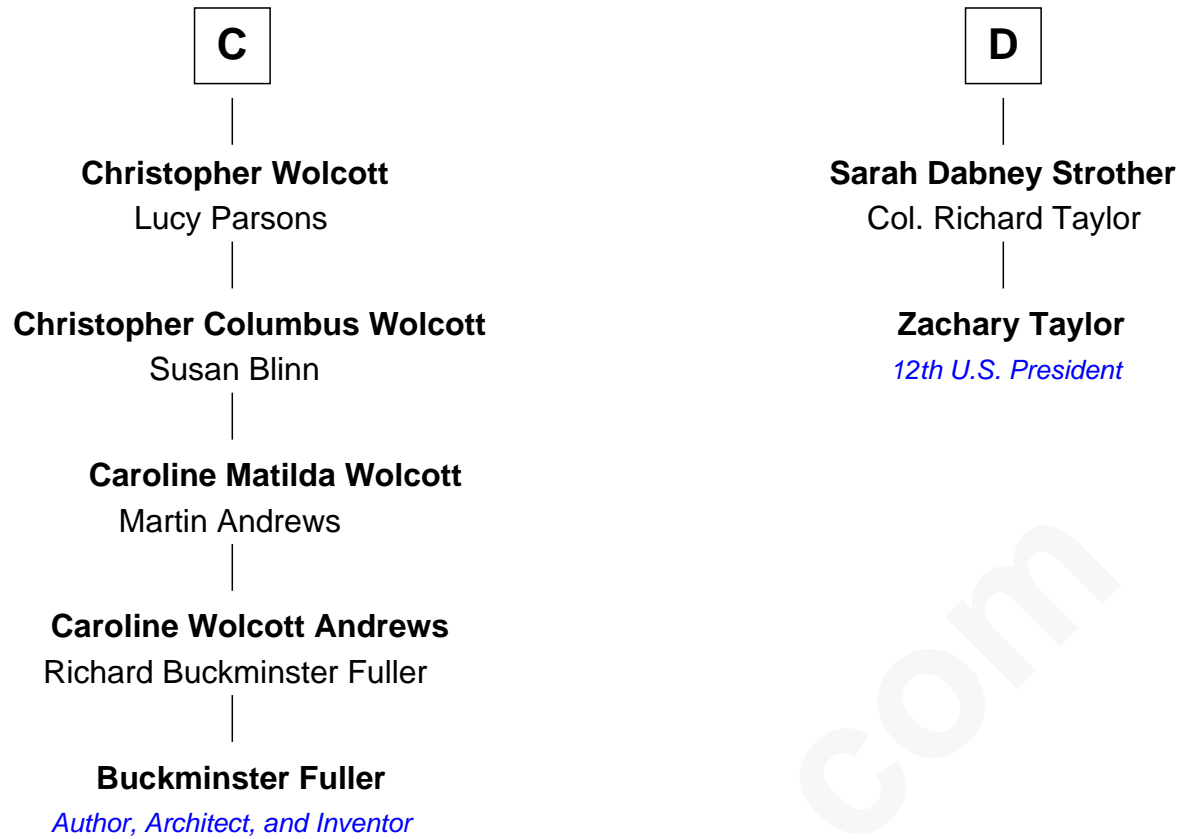 C
Christopher Wolcott
Lucy Parsons
Christopher Columbus Wolcott
Susan Blinn
Caroline Matilda Wolcott
Martin Andrews
Caroline Wolcott Andrews
Richard Buckminster Fuller
Buckminster Fuller
Author, Architect, and Inventor
D
Sarah Dabney Strother
Col. Richard Taylor
Zachary Taylor
12th U.S. President
com